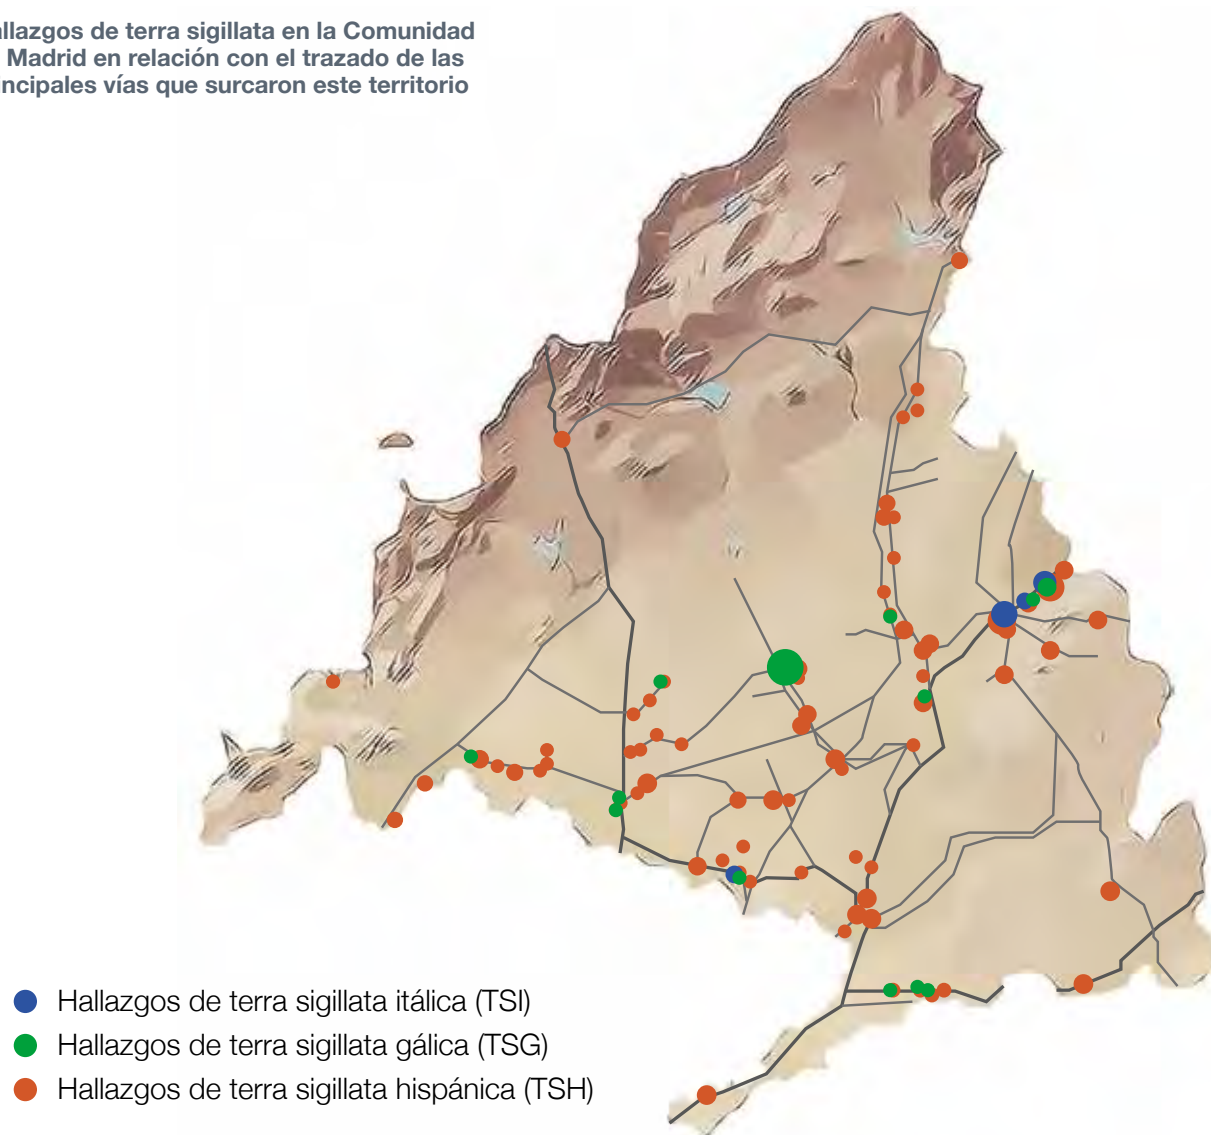 allazgos de terra sigillata en la Comunidad
Madrid en relación con el trazado de las
ncipales vías que surcaron este territorio
Hallazgos de terra sigillata itálica (TSI)
Hallazgos de terra sigillata gálica (TSG)
Hallazgos de terra sigillata hispánica (TSH)